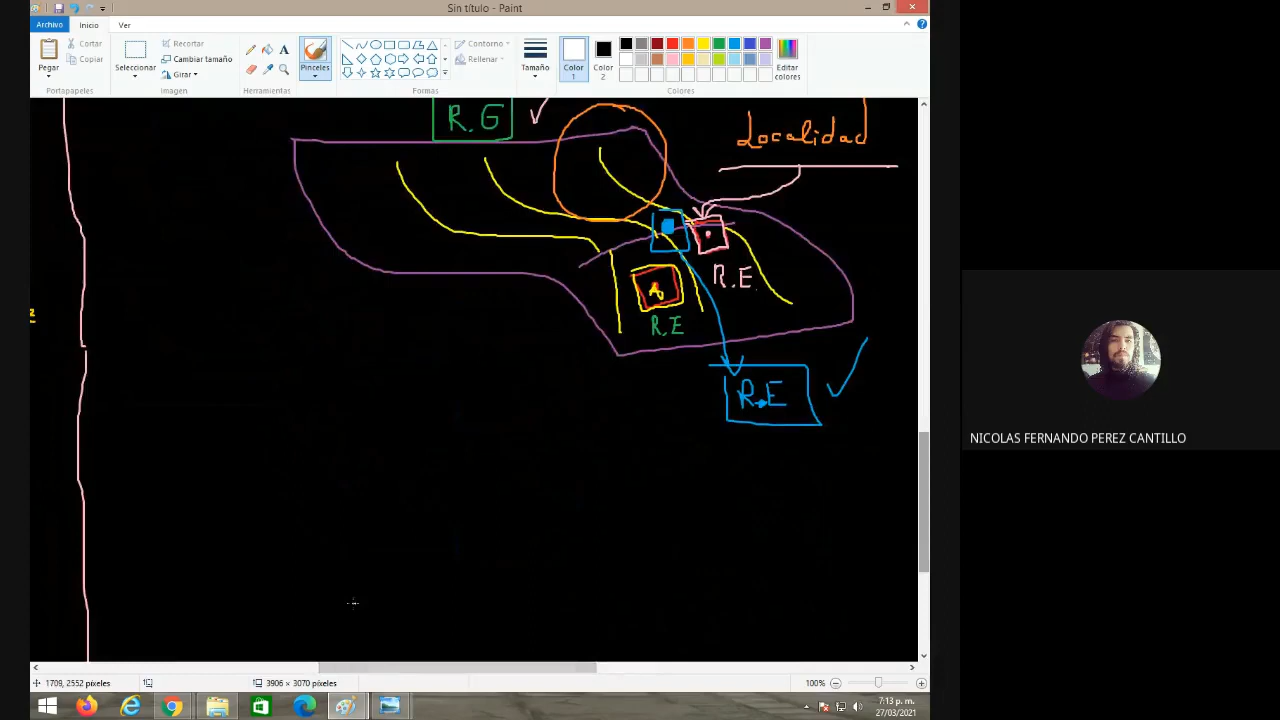 Sin título - Paint
Archivo
Inicio
Ver
Pegar
Cortar
Copiar
Portapapeles
Seleccionar
Recortar
Cambiar tamaño
Girar
Imagen
Herramientas
Pinceles
Contorno
Rellenar
Formas
Tamaño
Color
1
Color
2
Colores
Editar
colores
R.G
Localidad
R.E.
R.E
R.E
NICOLAS FERNANDO PEREZ CANTILLO
1709, 2552 píxeles
3906 × 3070 píxeles
100%
7:13 p. m.
27/03/2021